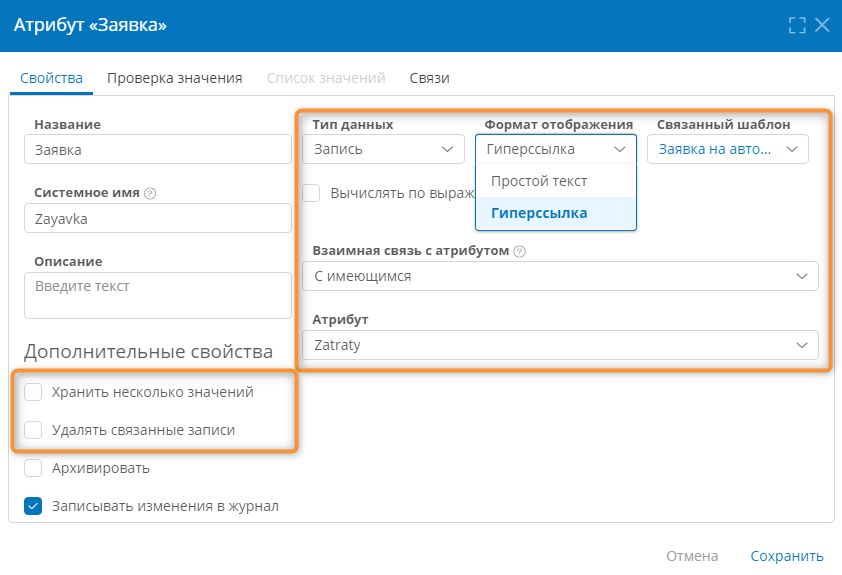 Атрибут «Заявка»
Свойства Проверка значения Список значений Связи
Название
Заявка
Системное имя ?
Zayavka
Описание
Введите текст
Тип данных Формат отображения Связанный шаблон
Запись Гиперссылка Заявка на авто...
Простой текст
Гиперссылка
Вычислять по выраж
Взаимная связь с атрибутом ?
С имеющимся
Атрибут
Zatraty
Дополнительные свойства
Хранить несколько значений
Удалять связанные записи
Архивировать
Записывать изменения в журнал
Отмена Сохранить